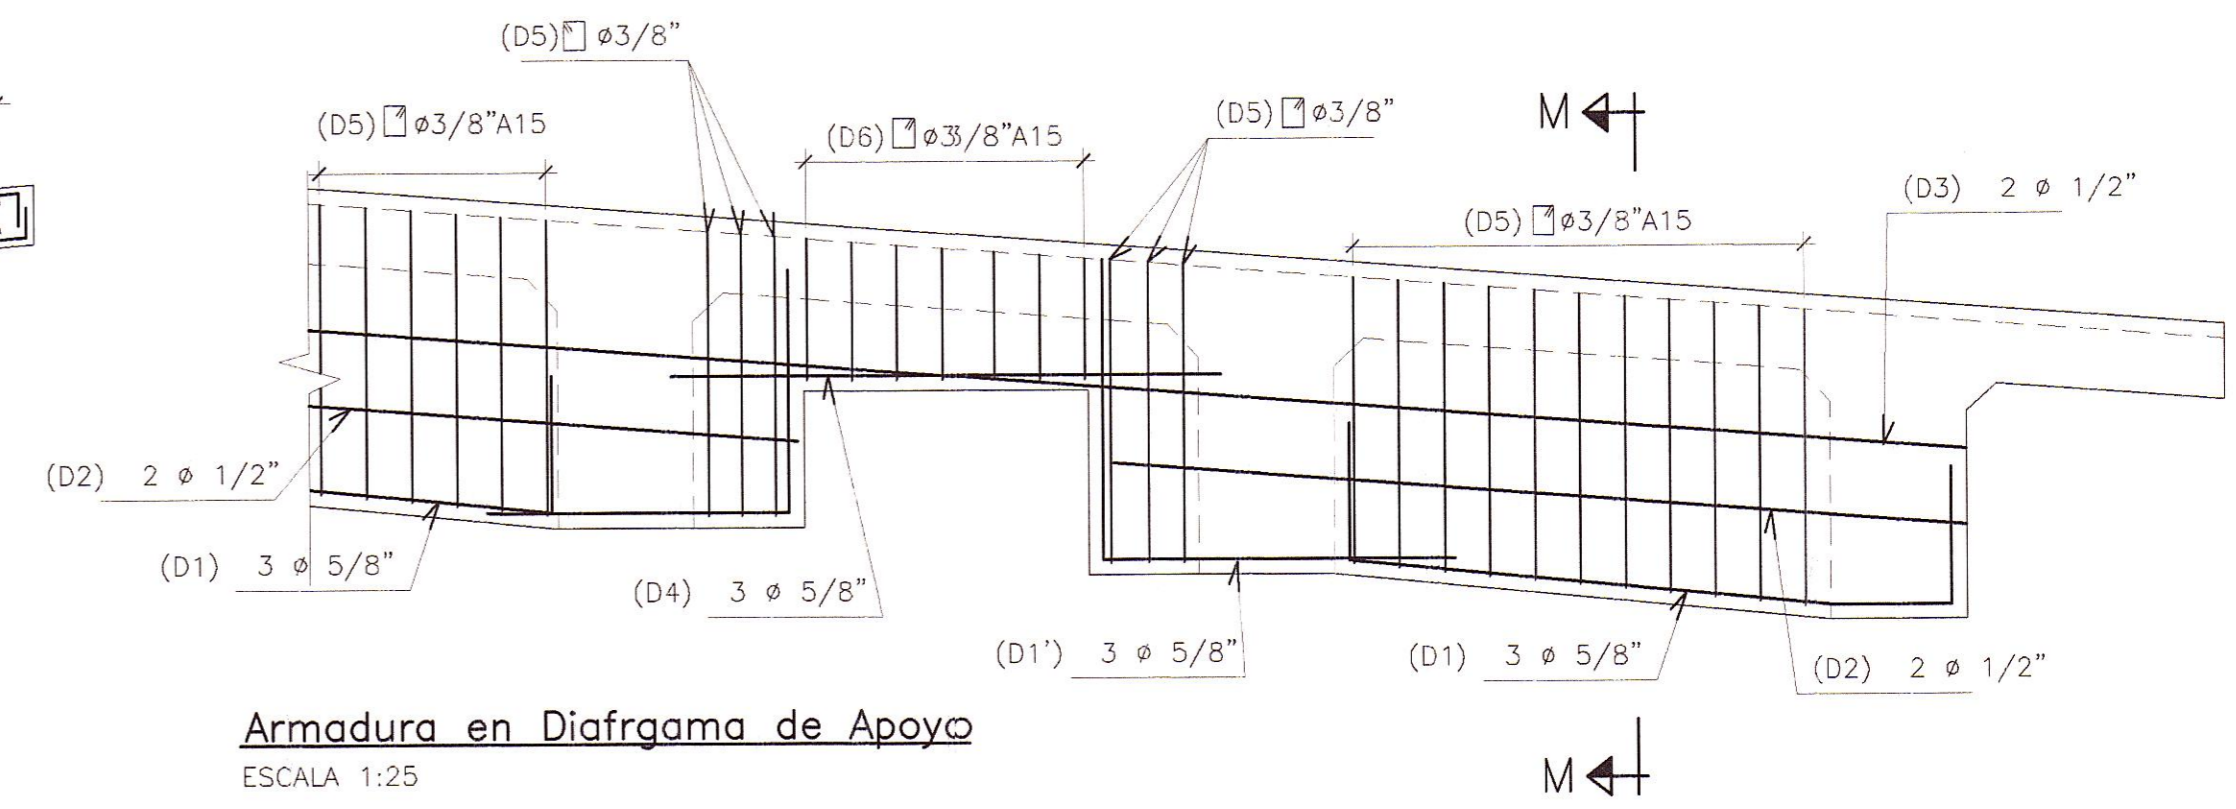 (D5) ø3/8"
(D5) ø3/8"A15
(D6) ø3/8"A15
(D5) ø3/8"
M
(D3) 2 ø 1/2"
(D5) ø3/8"A15
(D2) 2 ø 1/2"
(D1) 3 ø 5/8"
(D4) 3 ø 5/8"
(D1') 3 ø 5/8"
(D1) 3 ø 5/8"
(D2) 2 ø 1/2"
Armadura en Diafrgama de Apoyo
ESCALA 1:25
M